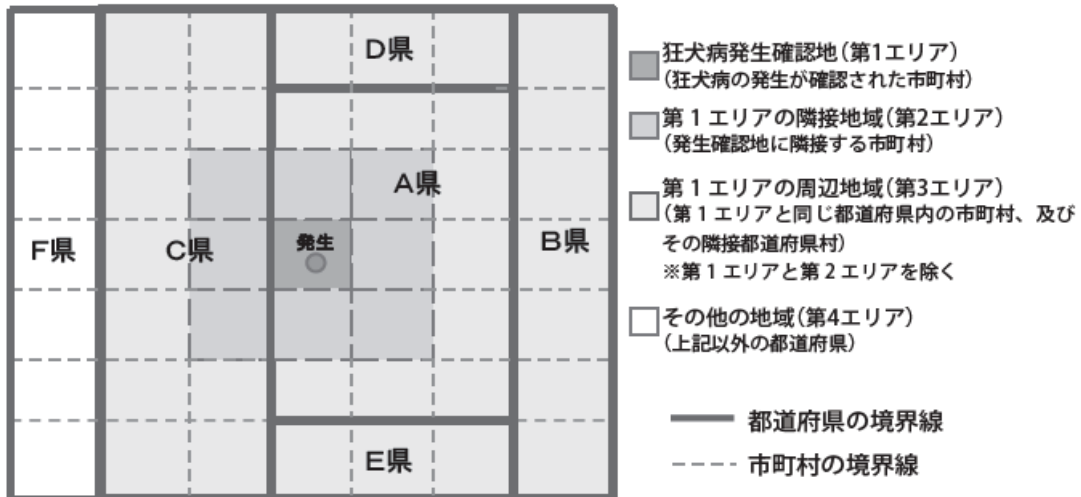 D県
A県
F県
C県
発生
B県
E県
狂犬病発生確認地(第1エリア)
(狂犬病の発生が確認された市町村)
第1エリアの隣接地域(第2エリア)
(発生確認地に隣接する市町村)
第1エリアの周辺地域(第3エリア)
(第1エリアと同じ都道府県内の市町村、及び
その隣接都道府県村)
※第1エリアと第2エリアを除く
その他の地域(第4エリア)
(上記以外の都道府県)
都道府県の境界線
市町村の境界線